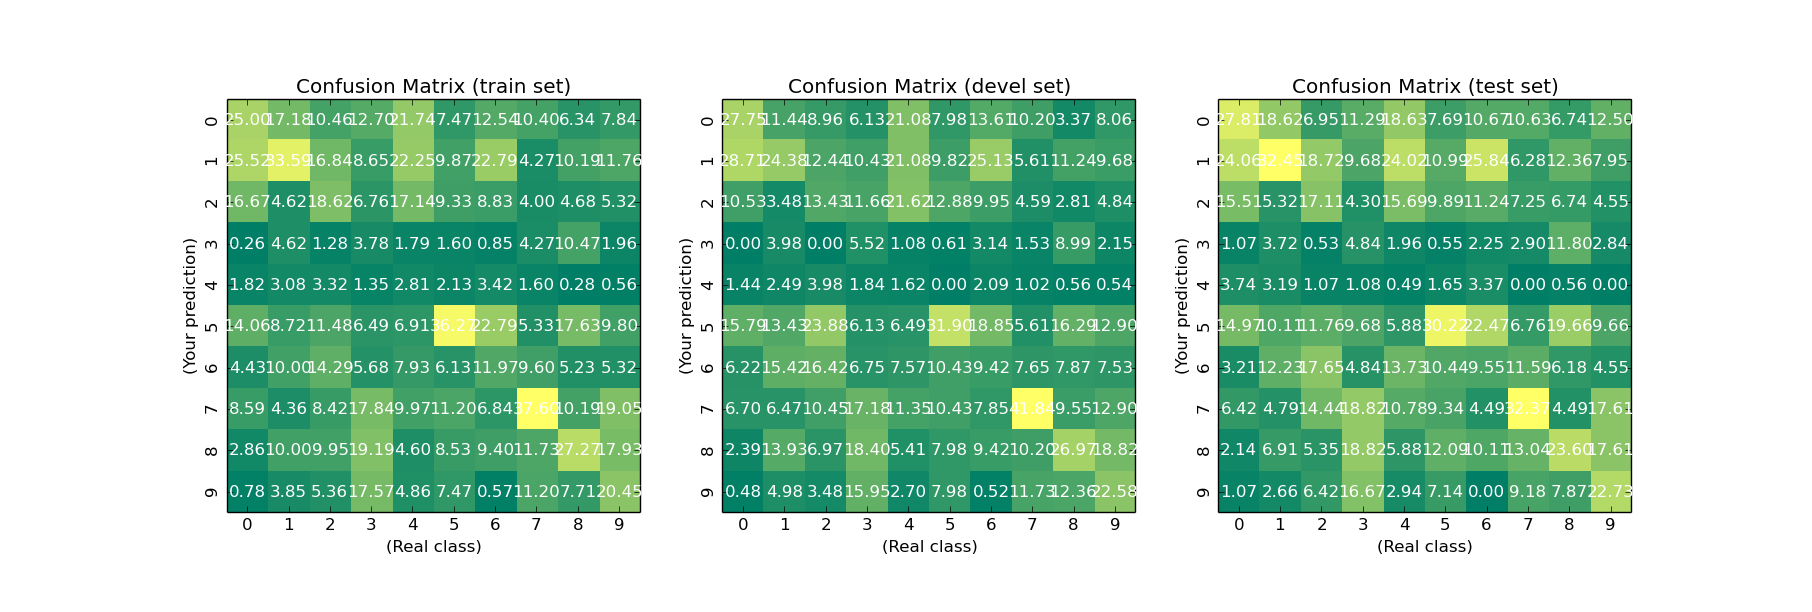 Confusion Matrix (train set)
0 25.00 17.18 10.46 12.70 21.74 7.47 12.54 10.40 6.34 7.84
1 25.52 33.59 16.84 8.65 22.25 9.87 22.79 4.27 10.19 11.76
2 16.67 4.62 18.62 6.76 17.14 9.33 8.83 4.00 4.68 5.32
3 0.26 4.62 1.28 3.78 1.79 1.60 0.85 4.27 10.47 1.96
4 1.82 3.08 3.32 1.35 2.81 2.13 3.42 1.60 0.28 0.56
5 14.06 8.72 11.48 6.49 6.91 36.27 22.79 5.33 17.63 9.80
6 4.43 10.00 14.29 5.68 7.93 6.13 11.97 9.60 5.23 5.32
7 8.59 4.36 8.42 17.84 9.97 11.20 6.84 37.60 10.19 19.05
8 2.86 10.00 9.95 19.19 4.60 8.53 9.40 11.73 27.27 17.93
9 0.78 3.85 5.36 17.57 4.86 7.47 0.57 11.20 7.71 20.45
0 1 2 3 4 5 6 7 8 9
(Real class)
(Your prediction)
Confusion Matrix (devel set)
0 27.75 11.44 8.96 6.13 21.08 7.98 13.61 10.20 3.37 8.06
1 28.71 24.38 12.44 10.43 21.08 9.82 25.13 5.61 11.24 9.68
2 10.53 3.48 13.43 11.66 21.62 12.88 9.95 4.59 2.81 4.84
3 0.00 3.98 0.00 5.52 1.08 0.61 3.14 1.53 8.99 2.15
4 1.44 2.49 3.98 1.84 1.62 0.00 2.09 1.02 0.56 0.54
5 15.79 13.43 23.88 6.13 6.49 31.90 18.85 5.61 16.29 12.90
6 6.22 15.42 16.42 6.75 7.57 10.43 9.42 7.65 7.87 7.53
7 6.70 6.47 10.45 17.18 11.35 10.43 7.85 41.84 9.55 12.90
8 2.39 13.93 6.97 18.40 5.41 7.98 9.42 10.20 26.97 18.82
9 0.48 4.98 3.48 15.95 2.70 7.98 0.52 11.73 12.36 22.58
0 1 2 3 4 5 6 7 8 9
(Real class)
(Your prediction)
Confusion Matrix (test set)
0 27.81 18.62 6.95 11.29 18.63 7.69 10.67 10.63 6.74 12.50
1 24.06 32.45 18.72 9.68 24.02 10.99 25.84 6.28 12.36 7.95
2 15.51 5.32 17.11 4.30 15.69 9.89 11.24 7.25 6.74 4.55
3 1.07 3.72 0.53 4.84 1.96 0.55 2.25 2.90 11.80 2.84
4 3.74 3.19 1.07 1.08 0.49 1.65 3.37 0.00 0.56 0.00
5 14.97 10.11 11.76 9.68 5.88 30.22 22.47 6.76 19.66 9.66
6 3.21 12.23 17.65 4.84 13.73 10.44 9.55 11.59 6.18 4.55
7 6.42 4.79 14.44 18.82 10.78 9.34 4.49 32.37 4.49 17.61
8 2.14 6.91 5.35 18.82 5.88 12.09 10.11 13.04 23.60 17.61
9 1.07 2.66 6.42 16.67 2.94 7.14 0.00 9.18 7.87 22.73
0 1 2 3 4 5 6 7 8 9
(Real class)
(Your prediction)